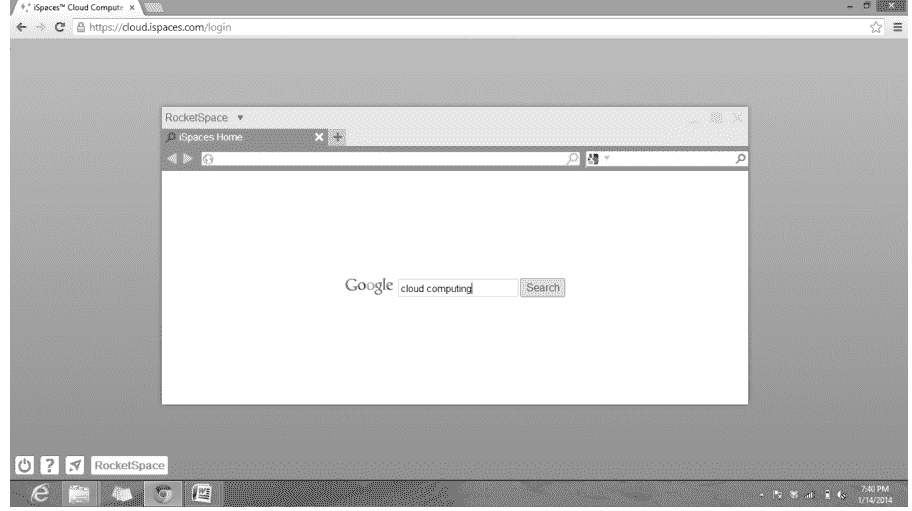 iSpaces™ Cloud Compute
https://cloud.ispaces.com/login
RocketSpace
iSpaces Home
Google cloud computing Search
RocketSpace
7:40 PM
1/14/2014